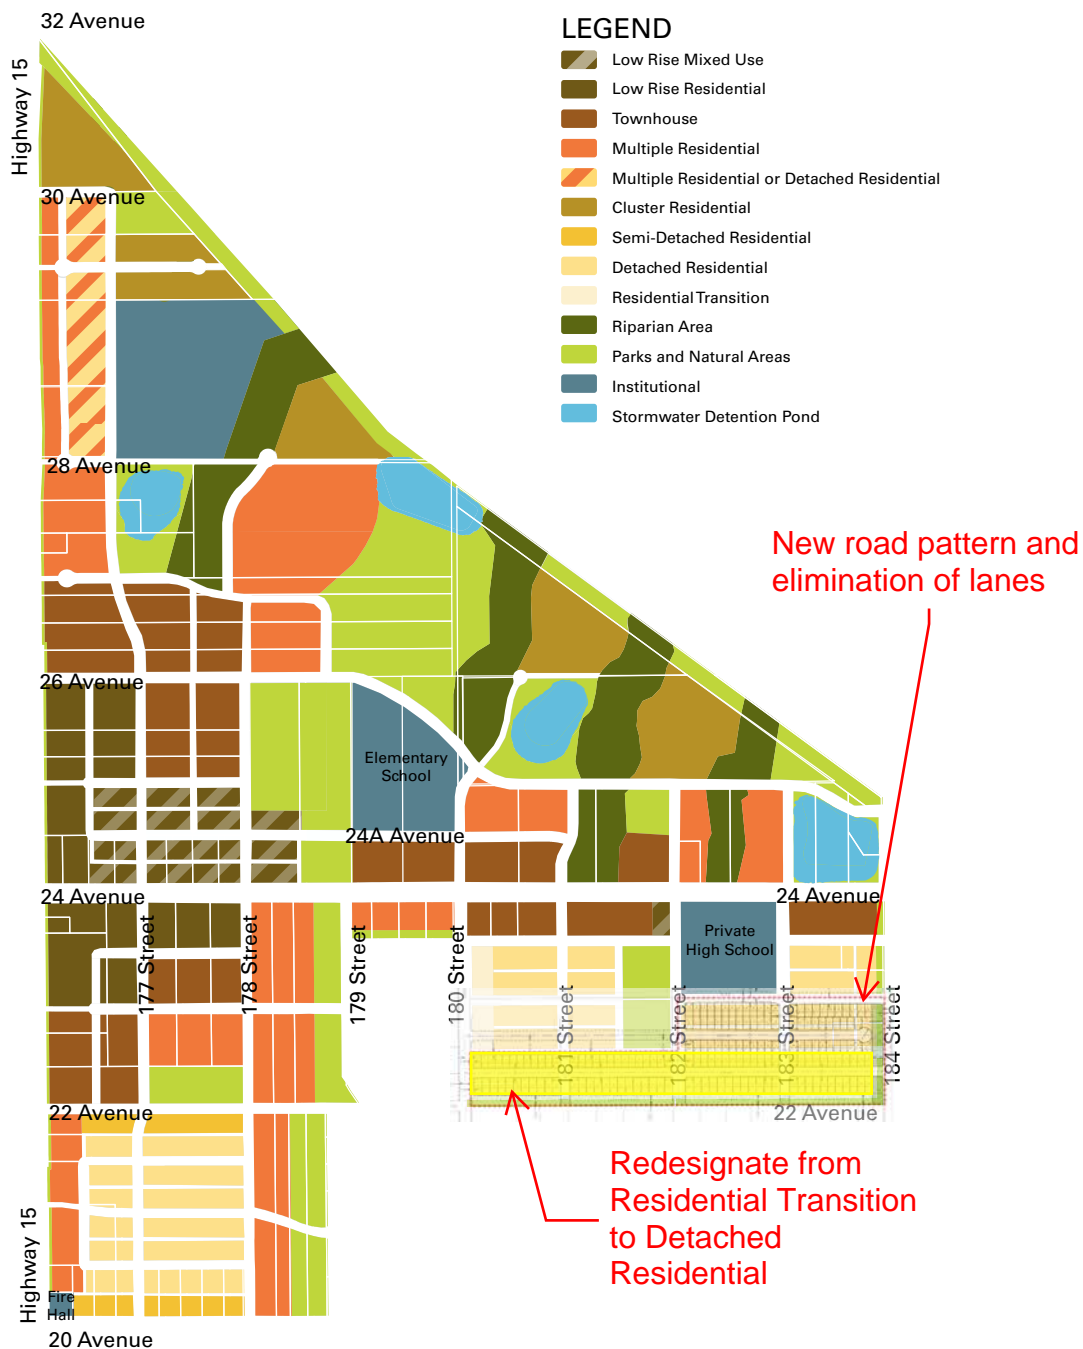 32 Avenue
Highway 15
LEGEND
Low Rise Mixed Use
Low Rise Residential
Townhouse
Multiple Residential
Multiple Residential or Detached Residential
Cluster Residential
Semi-Detached Residential
Detached Residential
Residential Transition
Riparian Area
Parks and Natural Areas
Institutional
Stormwater Detention Pond
30 Avenue
28 Avenue
New road pattern and
elimination of lanes
26 Avenue
Elementary
School
24A Avenue
24 Avenue
24 Avenue
Private
High School
177 Street
178 Street
179 Street
180 Street
181 Street
182 Street
183 Street
184 Street
22 Avenue
22 Avenue
Redesignate from
Residential Transition
to Detached
Residential
Highway 15
Fire
Hall
20 Avenue